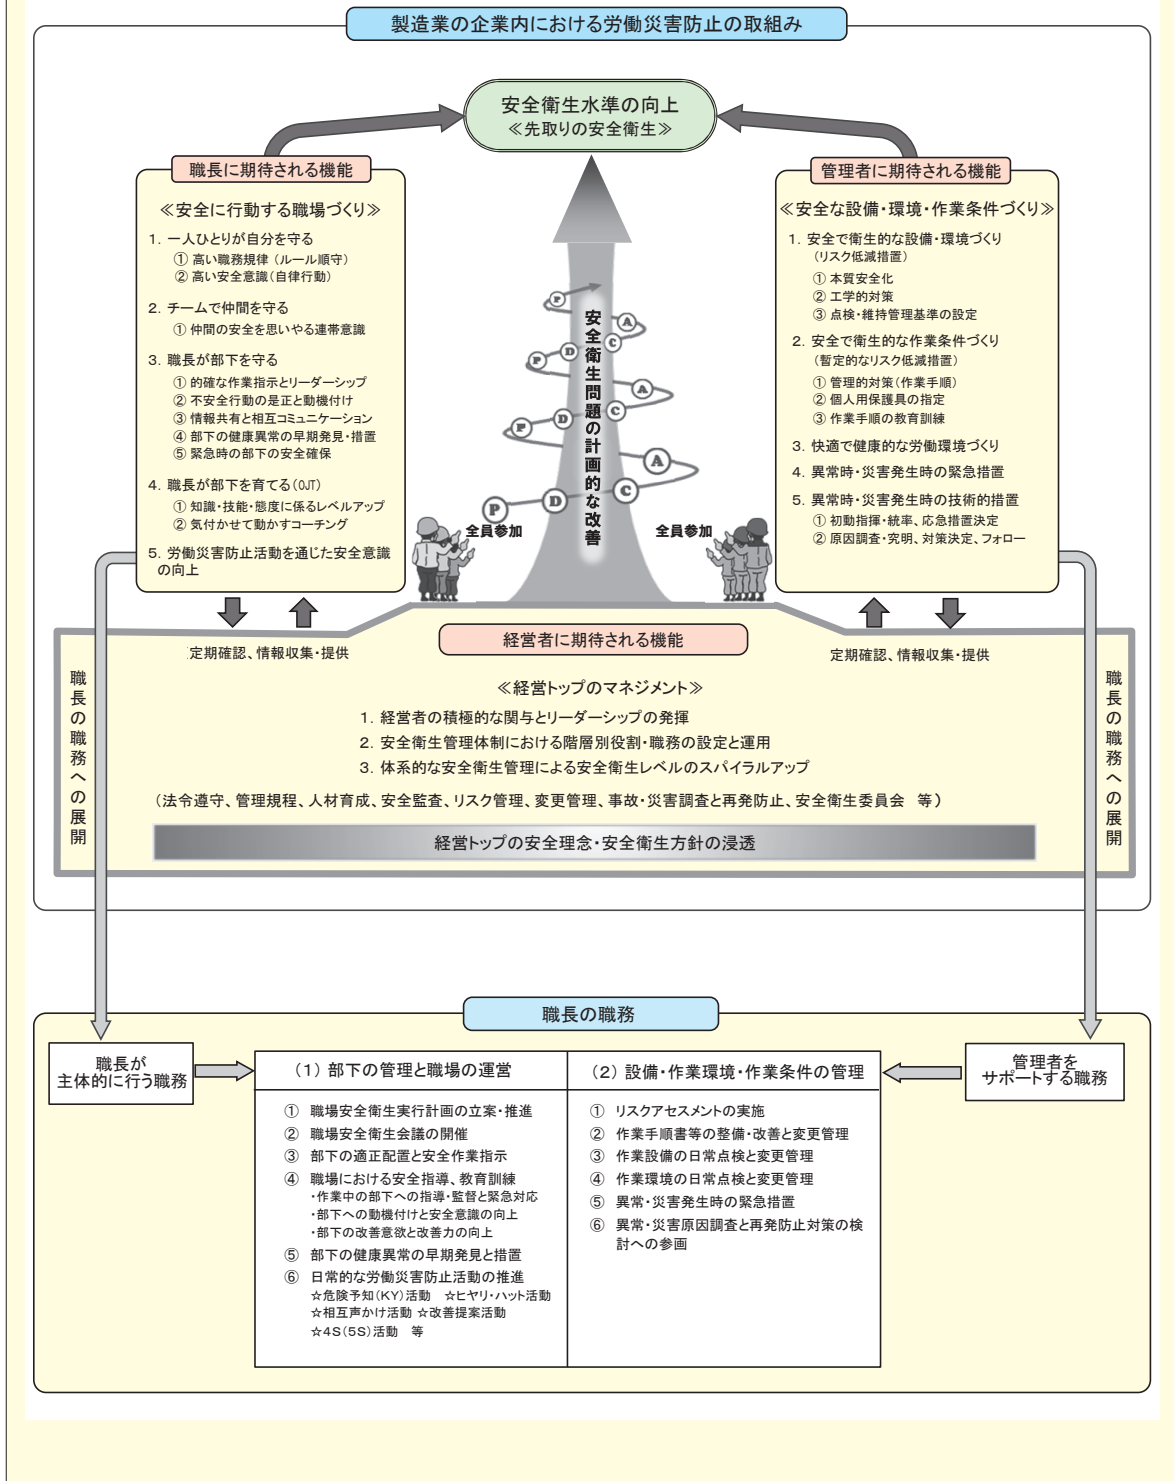 製造業の企業内における労働災害防止の取組み
安全衛生水準の向上
≪先取りの安全衛生≫
職長に期待される機能
≪安全に行動する職場づくり≫
1．一人ひとりが自分を守る
① 高い職務規律（ルール順守）
② 高い安全意識（自律行動）
2．チームで仲間を守る
① 仲間の安全を思いやる連帯意識
3．職長が部下を守る
① 的確な作業指示とリーダーシップ
② 不安全行動の是正と動機付け
③ 情報共有と相互コミュニケーション
④ 部下の健康異常の早期発見・措置
⑤ 緊急時の部下の安全確保
4．職長が部下を育てる（OJT）
① 知識・技能・態度に係るレベルアップ
② 気付かせて動かすコーチング
5．労働災害防止活動を通じた安全意識
の向上
管理者に期待される機能
≪安全な設備・環境・作業条件づくり≫
1．安全で衛生的な設備・環境づくり
（リスク低減措置）
① 本質安全化
② 工学的対策
③ 点検・維持管理基準の設定
2．安全で衛生的な作業条件づくり
（暫定的なリスク低減措置）
① 管理的対策（作業手順）
② 個人用保護具の指定
③ 作業手順の教育訓練
3．快適で健康的な労働環境づくり
4．異常時・災害発生時の緊急措置
5．異常時・災害発生時の技術的措置
① 初動指揮・統率、応急措置決定
② 原因調査・究明、対策決定、フォロー
安全衛生問題の計画的な改善
P
A
C
D
P
A
C
D
P
A
C
D
P
全員参加
全員参加
定期確認、情報収集・提供
定期確認、情報収集・提供
経営者に期待される機能
≪経営トップのマネジメント≫
1．経営者の積極的な関与とリーダーシップの発揮
2．安全衛生管理体制における階層別役割・職務の設定と運用
3．体系的な安全衛生管理による安全衛生レベルのスパイラルアップ
（法令遵守、管理規程、人材育成、安全監査、リスク管理、変更管理、事故・災害調査と再発防止、安全衛生委員会　等）
経営トップの安全理念・安全衛生方針の浸透
職長の職務への展開
職長の職務への展開
職長の職務
職長が
主体的に行う職務
管理者を
サポートする職務
（1）部下の管理と職場の運営
① 職場安全衛生実行計画の立案・推進
② 職場安全衛生会議の開催
③ 部下の適正配置と安全作業指示
④ 職場における安全指導、教育訓練
・作業中の部下への指導・監督と緊急対応
・部下への動機付けと安全意識の向上
・部下の改善意欲と改善力の向上
⑤ 部下の健康異常の早期発見と措置
⑥ 日常的な労働災害防止活動の推進
☆危険予知（KY）活動　☆ヒヤリ・ハット活動
☆相互声かけ活動 ☆改善提案活動
☆4S（5S）活動　等
（2）設備・作業環境・作業条件の管理
① リスクアセスメントの実施
② 作業手順書等の整備・改善と変更管理
③ 作業設備の日常点検と変更管理
④ 作業環境の日常点検と変更管理
⑤ 異常・災害発生時の緊急措置
⑥ 異常・災害原因調査と再発防止対策の検
討への参画